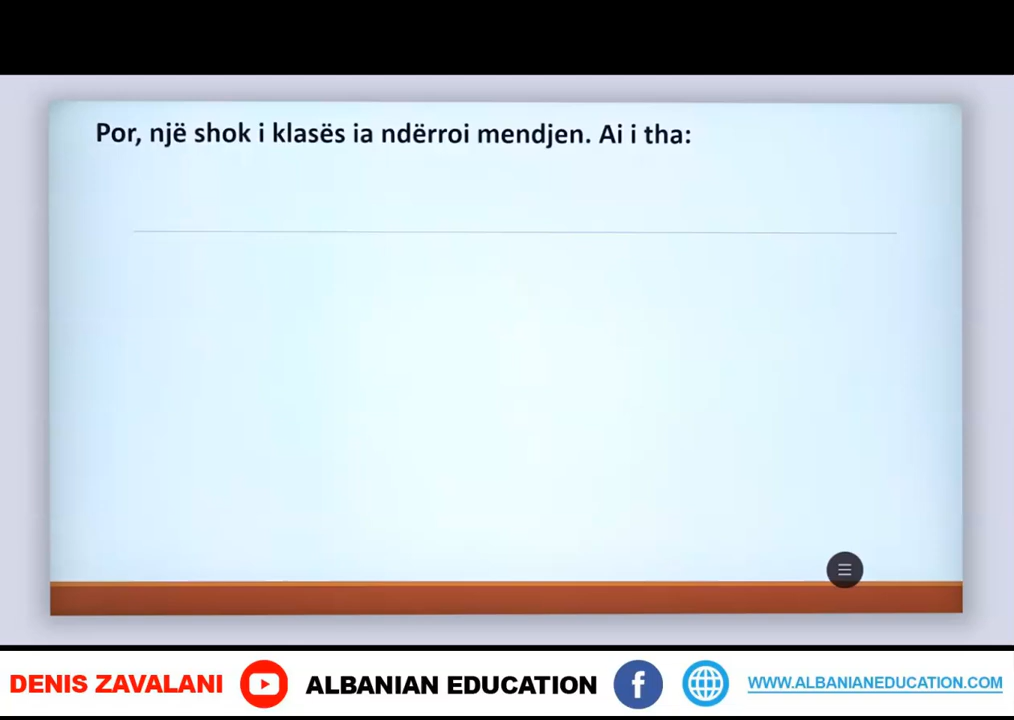 Por, një shok i klasës ia ndërroi mendjen. Ai i tha:
DENIS ZAVALANI ALBANIAN EDUCATION f WWW.ALBANIANEDUCATION.COM